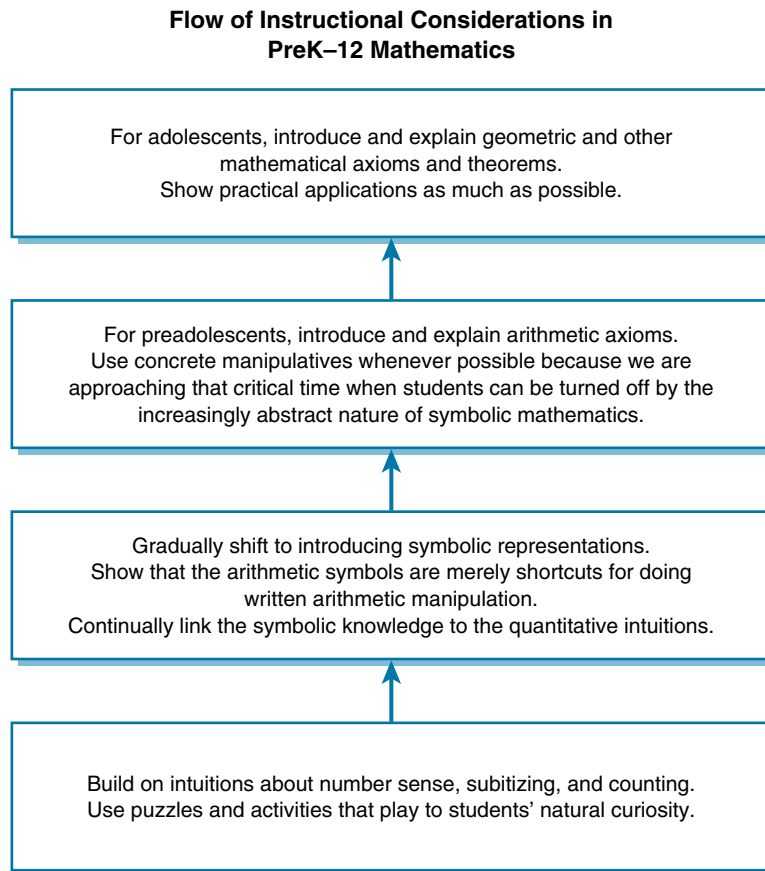 Flow of Instructional Considerations in
PreK–12 Mathematics
For adolescents, introduce and explain geometric and other
mathematical axioms and theorems.
Show practical applications as much as possible.
For preadolescents, introduce and explain arithmetic axioms.
Use concrete manipulatives whenever possible because we are
approaching that critical time when students can be turned off by the
increasingly abstract nature of symbolic mathematics.
Gradually shift to introducing symbolic representations.
Show that the arithmetic symbols are merely shortcuts for doing
written arithmetic manipulation.
Continually link the symbolic knowledge to the quantitative intuitions.
Build on intuitions about number sense, subitizing, and counting.
Use puzzles and activities that play to students’ natural curiosity.